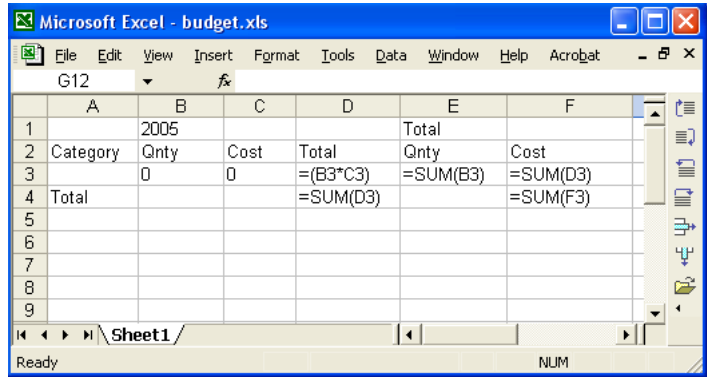 Microsoft Excel - budget.xls
File Edit View Insert Format Tools Data Window Help Acrobat
G12 fx
A B C D E F
1 2005 Total
2 Category Qnty Cost Total Qnty Cost
3 0 0 =(B3*C3) =SUM(B3) =SUM(D3)
4 Total =SUM(D3) =SUM(F3)
5
6
7
8
9
Sheet1
Ready NUM